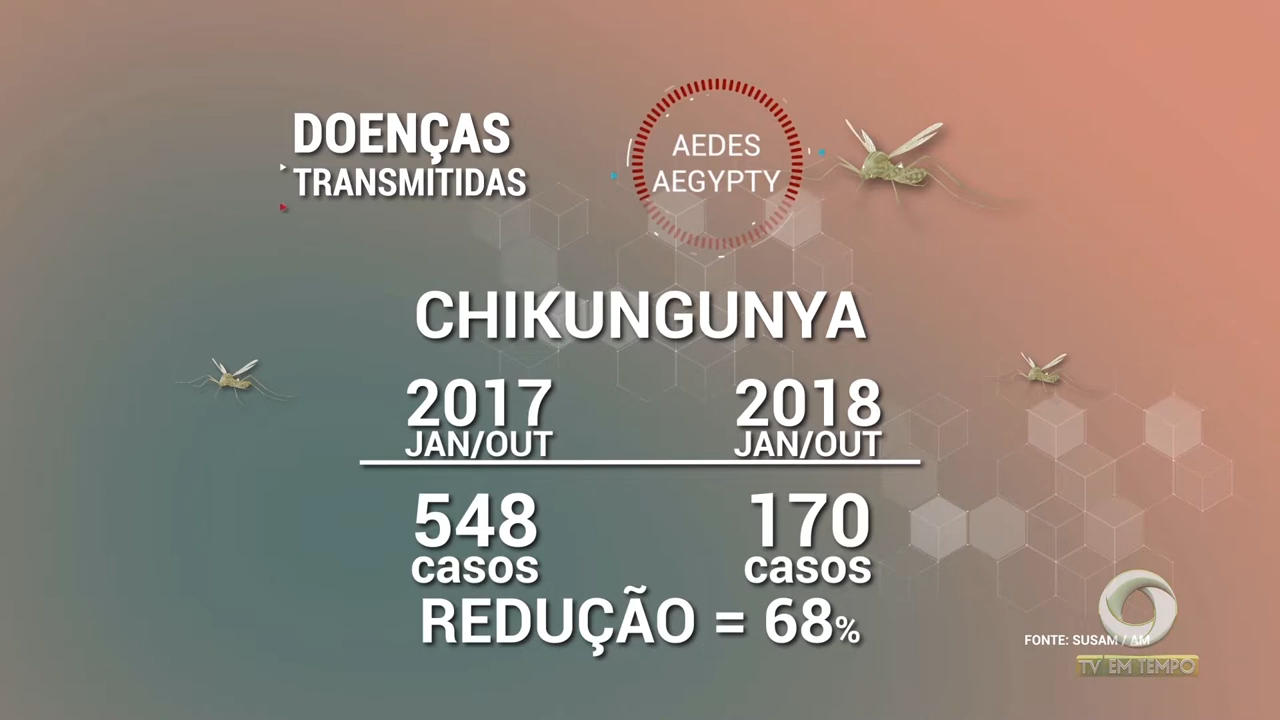 DOENÇAS
TRANSMITIDAS
AEDES
AEGYPTY
CHIKUNGUNYA
2017 2018
JAN/OUT JAN/OUT
548 170
casos casos
REDUÇÃO = 68%
FONTE: SUSAM / AM
TV EM TEMPO